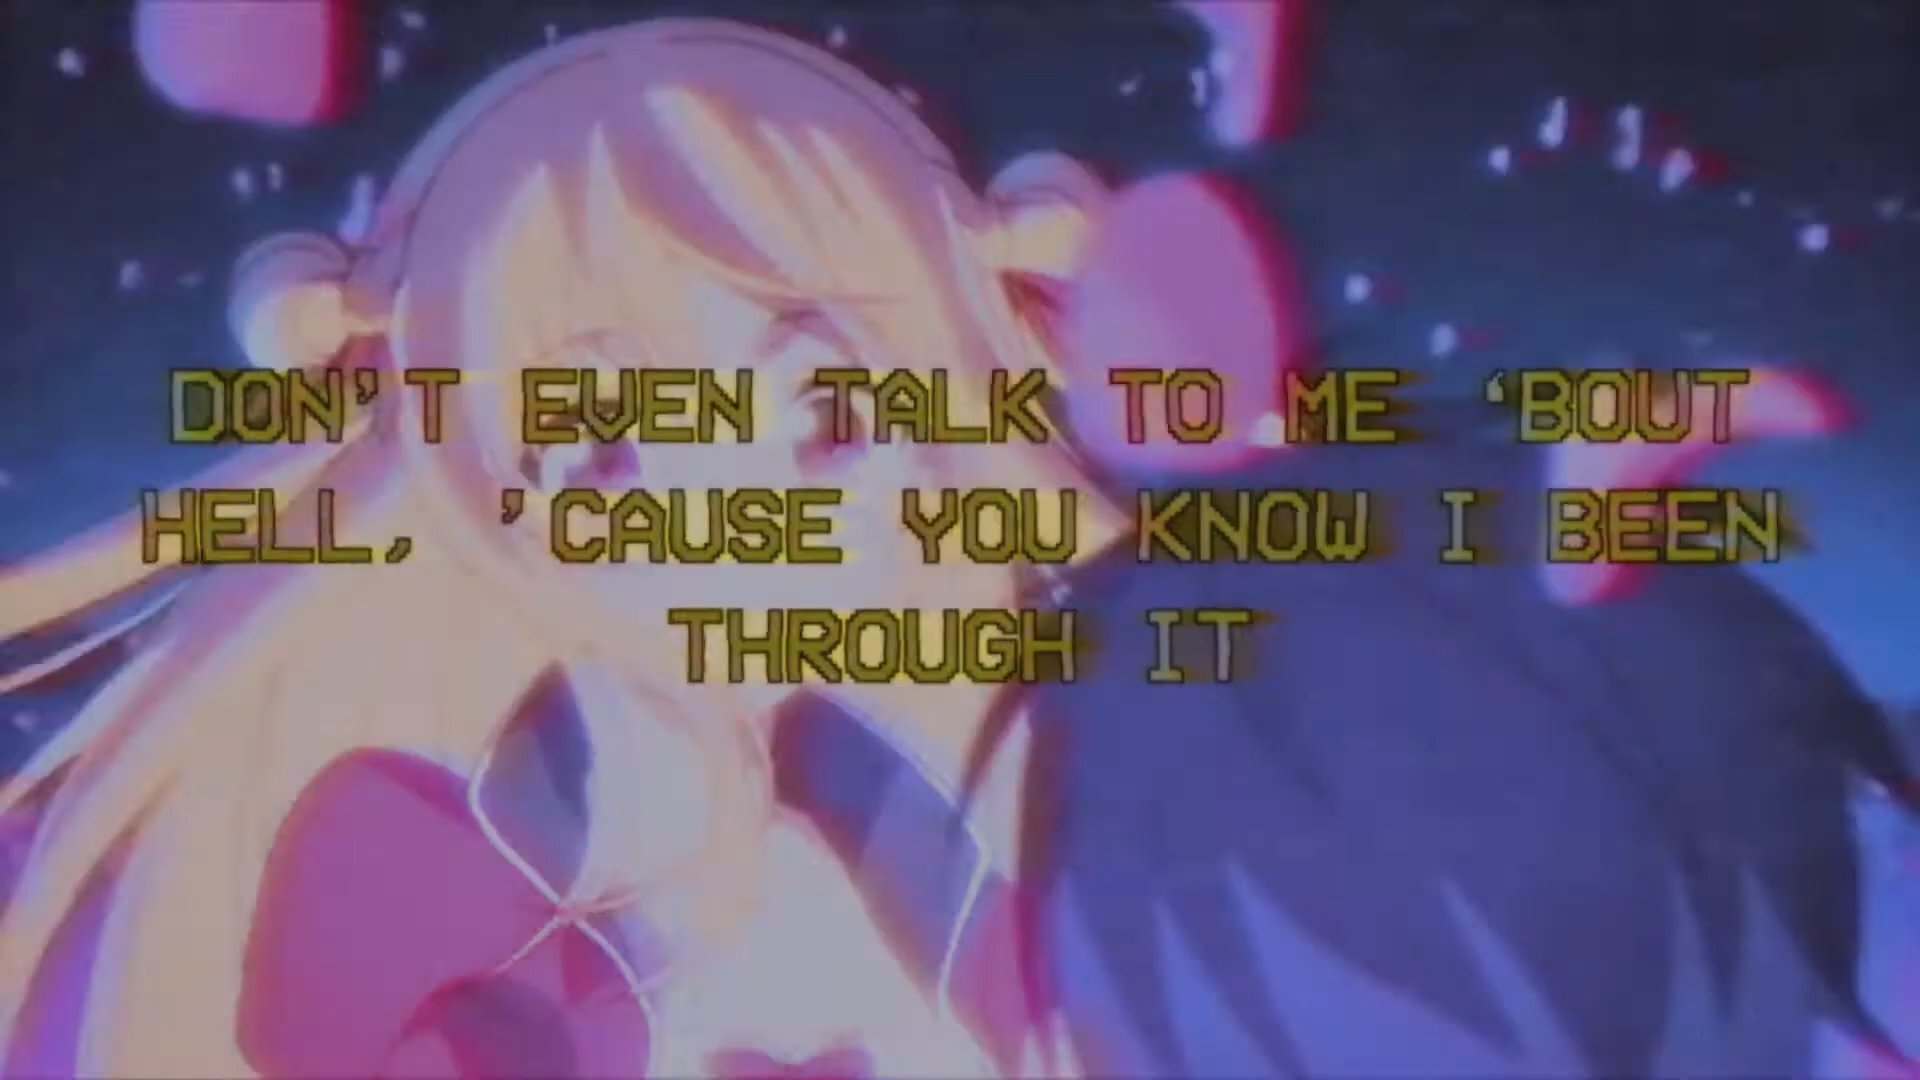 DON'T EVEN TALK TO ME ‘BOUT
HELL, ’CAUSE YOU KNOW I BEEN
THROUGH IT